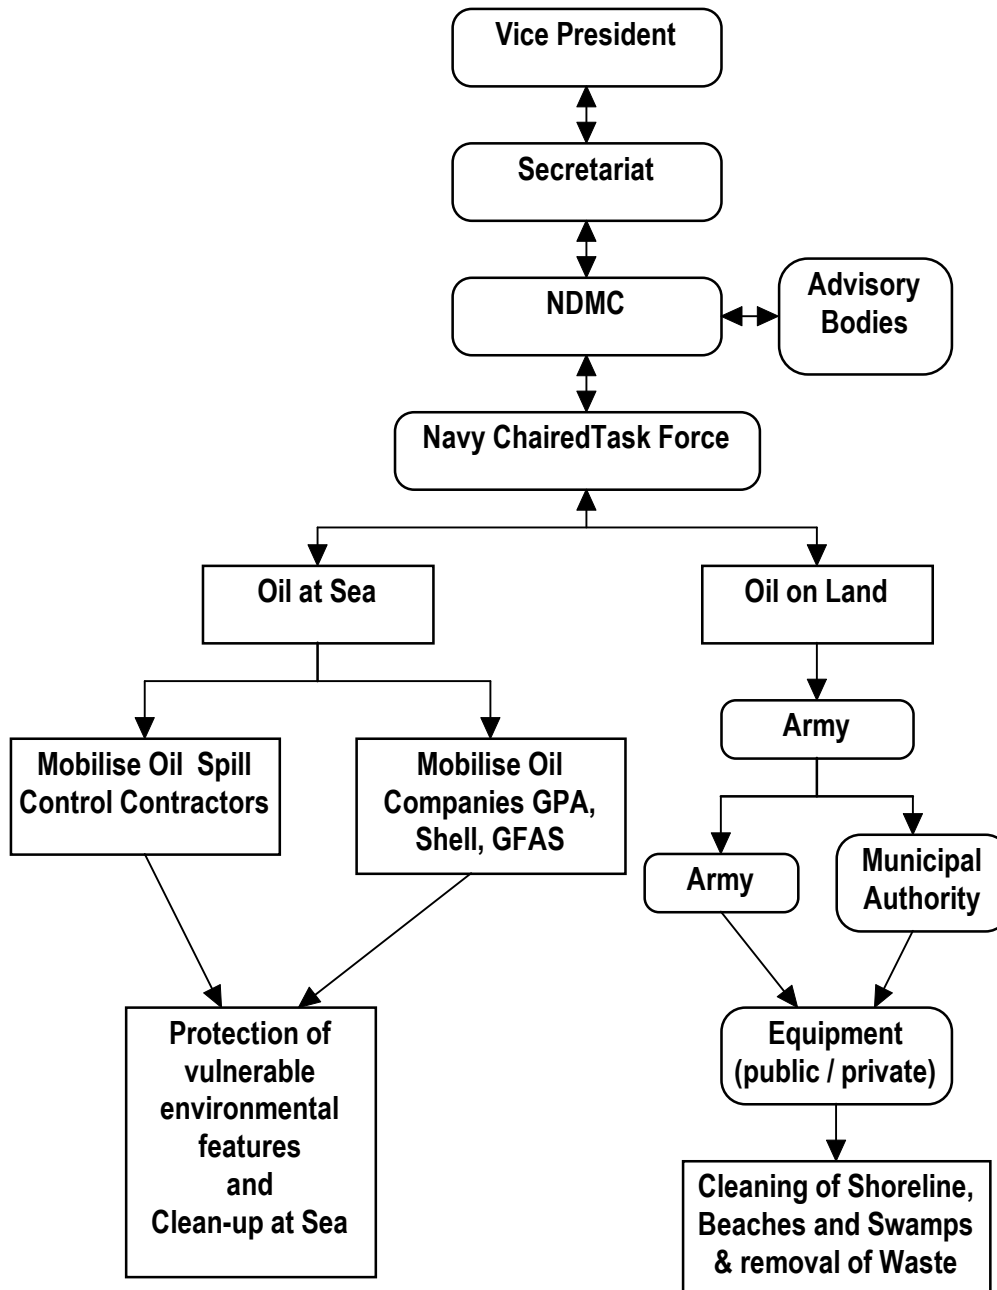 Vice President
Secretariat
NDMC
Advisory
Bodies
Navy ChairedTask Force
Oil at Sea
Oil on Land
Army
Mobilise Oil  Spill
Control Contractors
Mobilise Oil
Companies GPA,
Shell, GFAS
Army
Municipal
Authority
Protection of
vulnerable
environmental
features
and
Clean-up at Sea
Equipment
(public / private)
Cleaning of Shoreline,
Beaches and Swamps
& removal of Waste